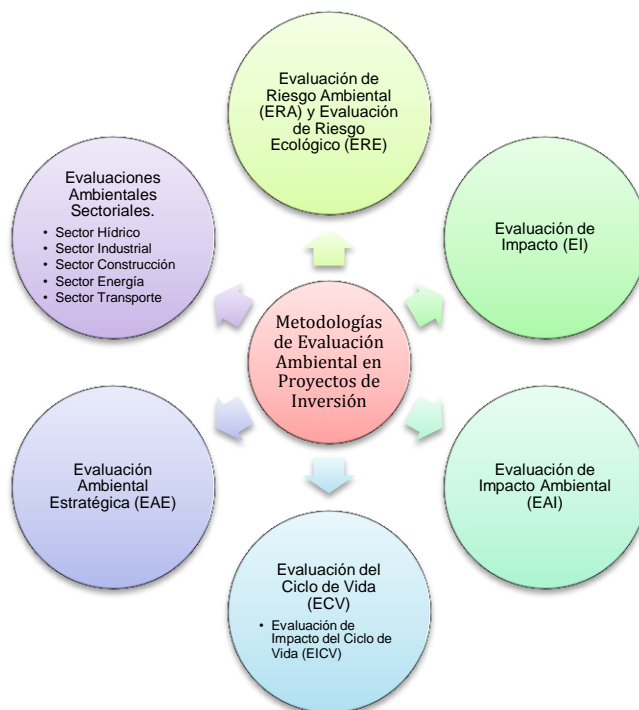 Evaluación de
Riesgo Ambiental
(ERA) y Evaluación
de Riesgo
Ecológico (ERE)
Evaluaciones
Ambientales
Sectoriales.
• Sector Hídrico
• Sector Industrial
• Sector Construcción
• Sector Energía
• Sector Transporte
Evaluación de
Impacto (EI)
Metodologías
de Evaluación
Ambiental en
Proyectos de
Inversión
Evaluación
Ambiental
Estratégica (EAE)
Evaluación de
Impacto Ambiental
(EAI)
Evaluación del
Ciclo de Vida
(ECV)
• Evaluación de
Impacto del Ciclo de
Vida (EICV)